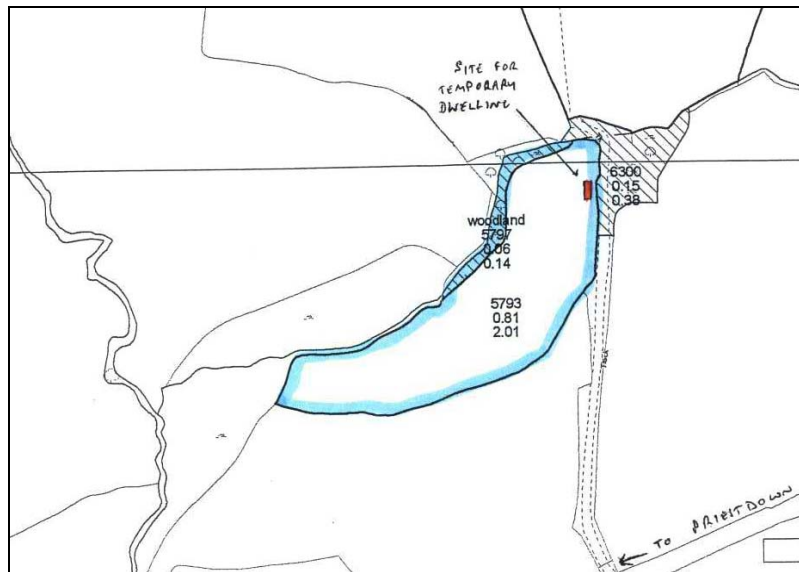 SITE FOR
TEMPORARY
DWELLING
6300
0.15
0.38
woodland
5797
0.06
0.14
5793
0.81
2.01
TO PRIESTDOWN